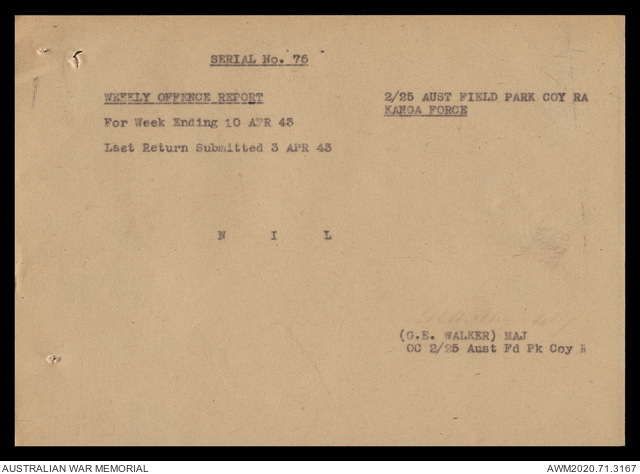 SERIAL No. 76
WEEKLY OFFENCE REPORT
2/25 AUST FIELD PARK COY RA
KANGA FORCE
For Week Ending 10 APR 43
Last Return Submitted 3 APR 43
N I L
(G.E. WALKER) MAJ
OC 2/25 Aust Fd Pk Coy R
AUSTRALIAN WAR MEMORIAL
AWM2020.71.3167